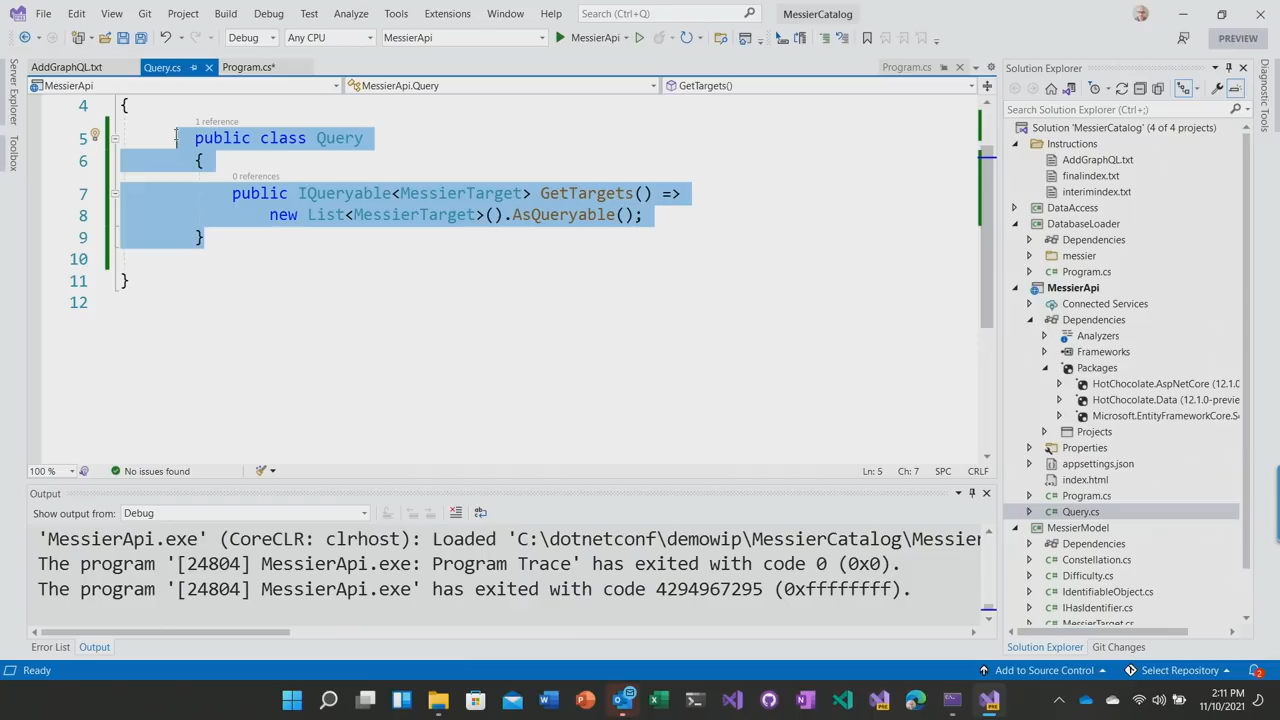 File Edit View Git Project Build Debug Test Analyze Tools Extensions Window Help Search (Ctrl+Q) MessierCatalog
Debug Any CPU MessierApi MessierApi PREVIEW
AddGraphQL.txt Query.cs Program.cs* Program.cs
MessierApi MessierApi.Query GetTargets()
Server Explorer
Toolbox
4 {
1 reference
5 public class Query
6 {
0 references
7 public IQueryable<MessierTarget> GetTargets() =>
8 new List<MessierTarget>().AsQueryable();
9 }
10
11 }
12
100 % No issues found Ln: 5 Ch: 7 SPC CRLF
Output
Show output from: Debug
'MessierApi.exe' (CoreCLR: clrhost): Loaded 'C:\dotnetconf\demowip\MessierCatalog\Messier
The program '[24804] MessierApi.exe: Program Trace' has exited with code 0 (0x0).
The program '[24804] MessierApi.exe' has exited with code 4294967295 (0xffffffff).
Error List Output
Solution Explorer
Search Solution Explorer (Ctrl+;)
Solution 'MessierCatalog' (4 of 4 projects)
Instructions
AddGraphQL.txt
finalindex.txt
interimindex.txt
DataAccess
DatabaseLoader
Dependencies
messier
Program.cs
MessierApi
Connected Services
Dependencies
Analyzers
Frameworks
Packages
HotChocolate.AspNetCore (12.1.0
HotChocolate.Data (12.1.0-previe
Microsoft.EntityFrameworkCore.S
Projects
Properties
appsettings.json
index.html
Program.cs
Query.cs
MessierModel
Dependencies
Constellation.cs
Difficulty.cs
IdentifiableObject.cs
IHasIdentifier.cs
MessierTarget.cs
Solution Explorer Git Changes
Diagnostic Tools
Ready Add to Source Control Select Repository 2
2:11 PM
11/10/2021